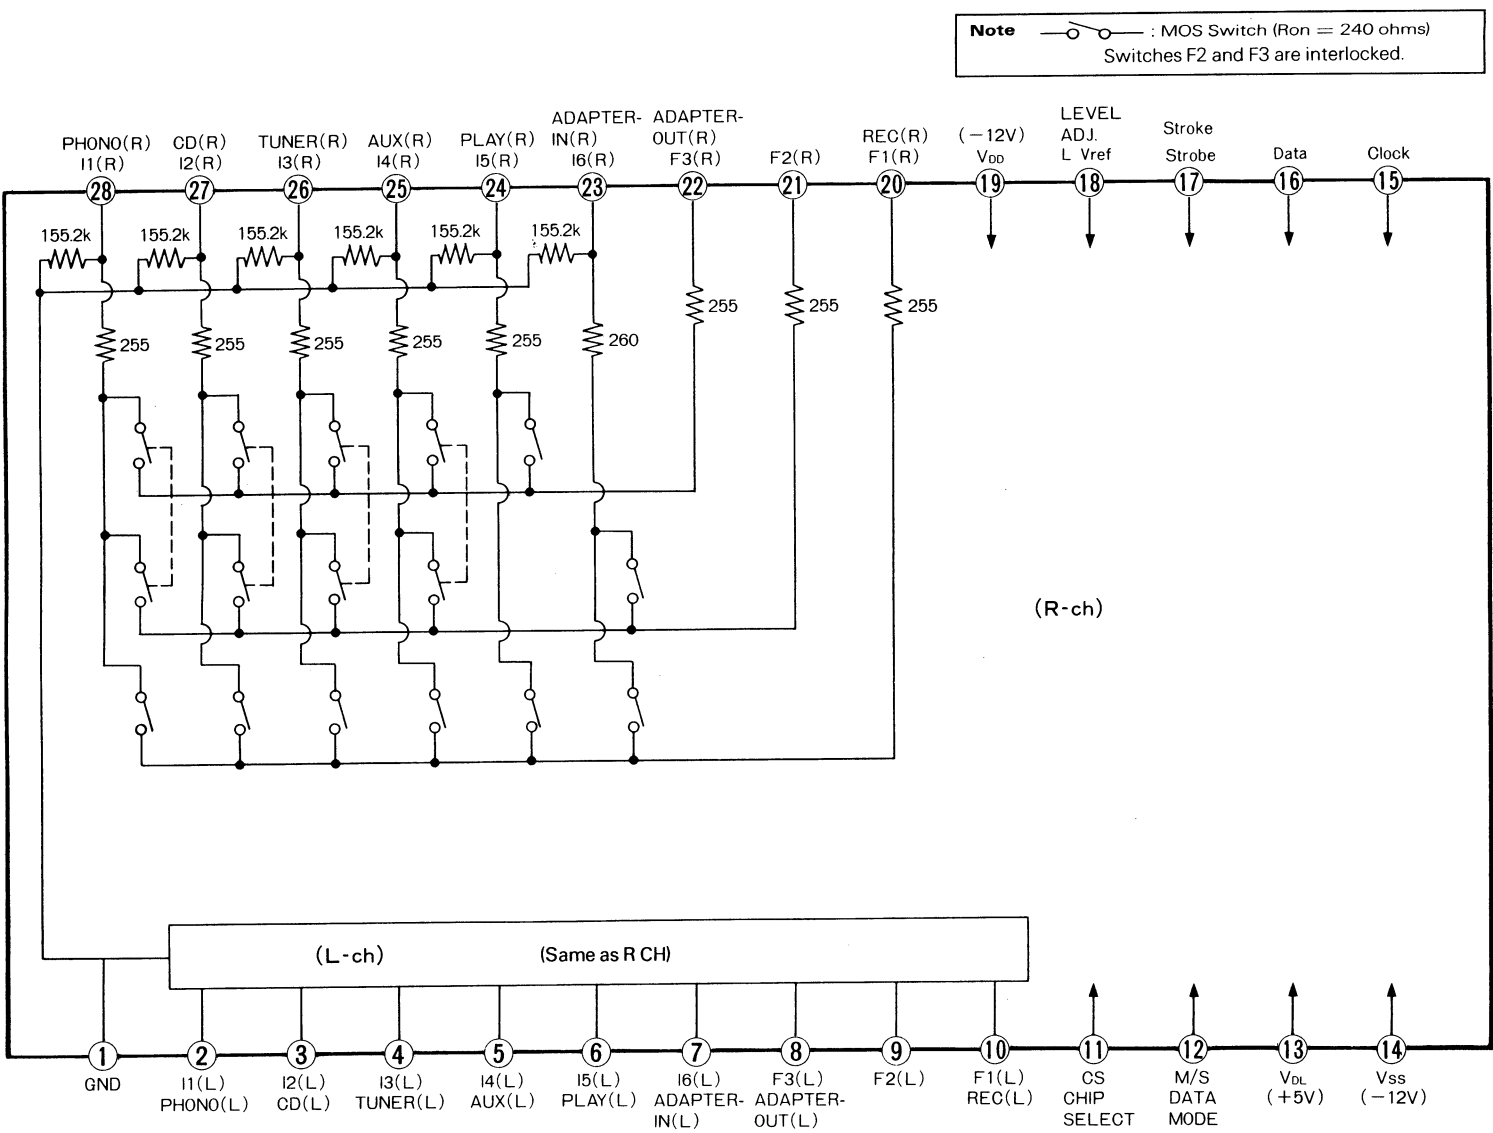 Note : MOS Switch (Ron = 240 ohms)
Switches F2 and F3 are interlocked.
PHONO(R)
I1(R)
CD(R)
I2(R)
TUNER(R)
I3(R)
AUX(R)
I4(R)
PLAY(R)
I5(R)
ADAPTER-
IN(R)
I6(R)
ADAPTER-
OUT(R)
F3(R)
F2(R)
REC(R)
F1(R)
(-12V)
VDD
LEVEL
ADJ.
L Vref
Stroke
Strobe
Data
Clock
28 27 26 25 24 23 22 21 20 19 18 17 16 15
155.2k 155.2k 155.2k 155.2k 155.2k 155.2k
255 255 255
255 255 255 255 255 260
(R-ch)
(L-ch) (Same as R CH)
1 2 3 4 5 6 7 8 9 10 11 12 13 14
GND
I1(L)
PHONO(L)
I2(L)
CD(L)
I3(L)
TUNER(L)
I4(L)
AUX(L)
I5(L)
PLAY(L)
I6(L)
ADAPTER-
IN(L)
F3(L)
ADAPTER-
OUT(L)
F2(L)
F1(L)
REC(L)
CS
CHIP
SELECT
M/S
DATA
MODE
VDL
(+5V)
VSS
(-12V)